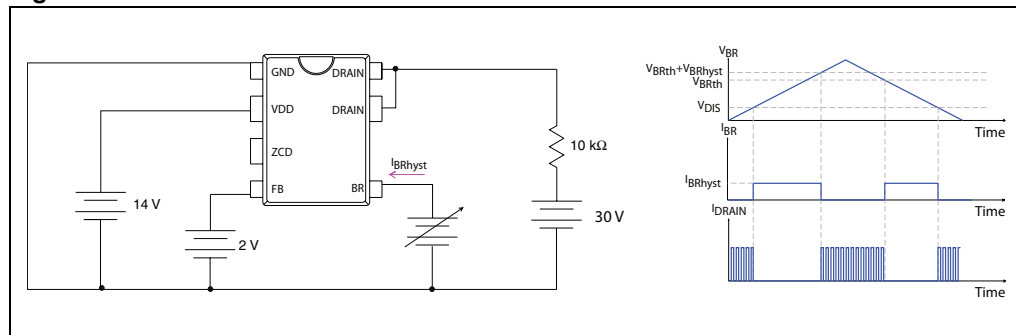 GND
DRAIN
VDD
DRAIN
ZCD
FB
BR
IBRhyst
14 V
2 V
10 kΩ
30 V
VBR
VBRth+VBRhyst
VBRth
VDIS
Time
IBR
IBRhyst
Time
IDRAIN
Time